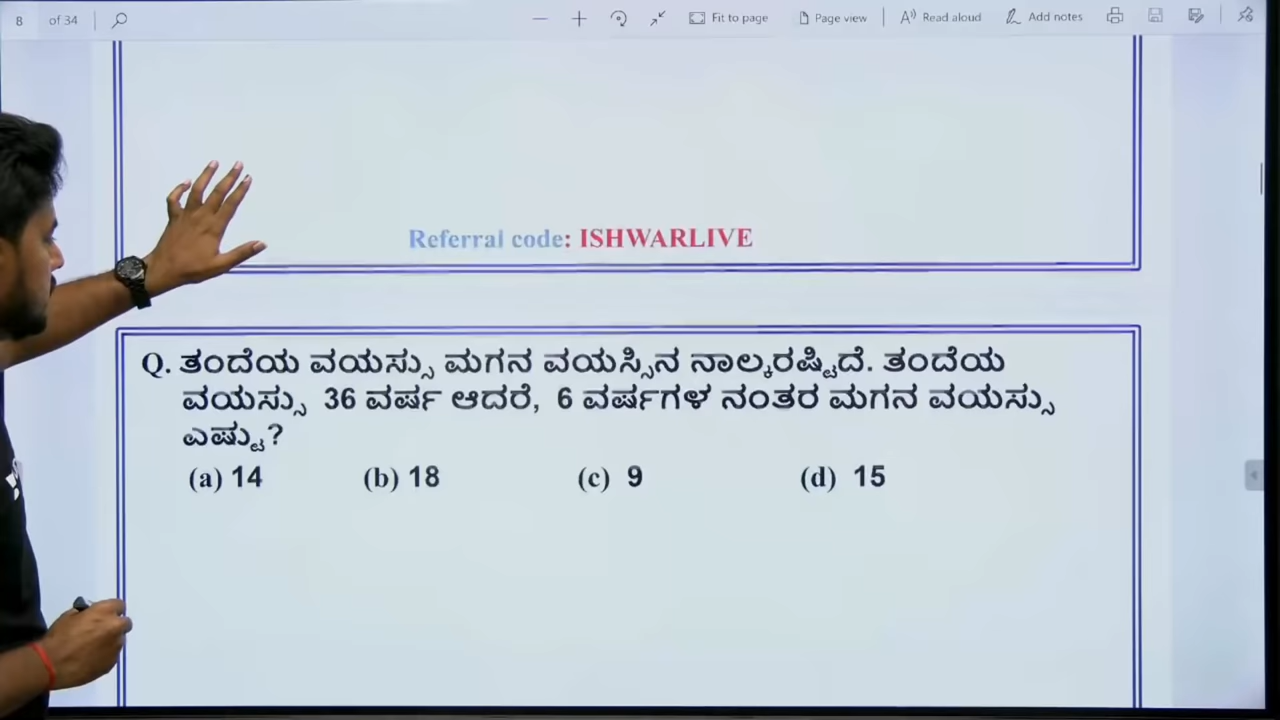 8 of 34 Fit to page Page view Read aloud Add notes
Referral code: ISHWARLIVE
Q. ತಂದೆಯ ವಯಸ್ಸು ಮಗನ ವಯಸ್ಸಿನ ನಾಲ್ಕರಷ್ಟಿದೆ. ತಂದೆಯ
ವಯಸ್ಸು 36 ವರ್ಷ ಆದರೆ, 6 ವರ್ಷಗಳ ನಂತರ ಮಗನ ವಯಸ್ಸು
ಎಷ್ಟು?
(a) 14 (b) 18 (c) 9 (d) 15